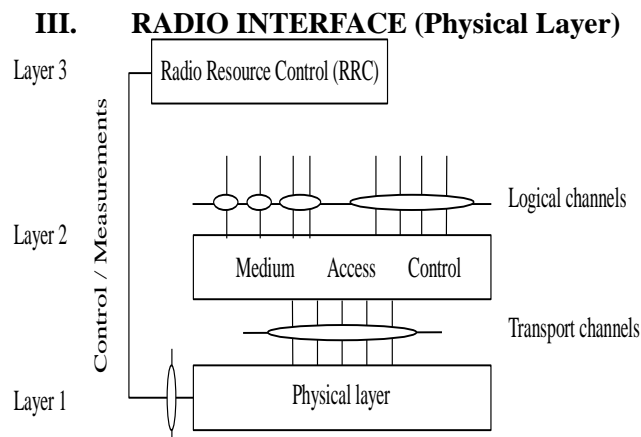 III. RADIO INTERFACE (Physical Layer)
Layer 3
Radio Resource Control (RRC)
Control / Measurements
Logical channels
Layer 2
Medium Access Control
Transport channels
Layer 1
Physical layer